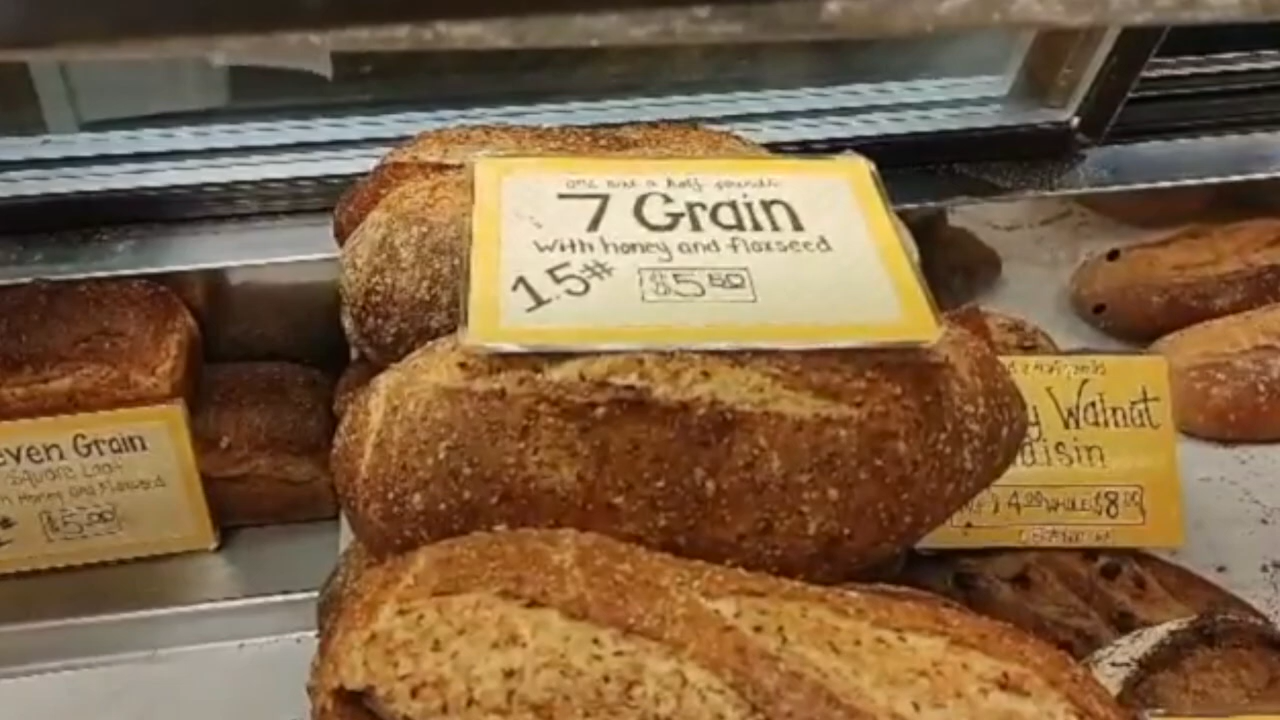 one and a half pounds
7 Grain
With honey and flaxseed
1.5#
$5.50
even Grain
Square Loaf
Honey and Flaxseed
$5.00
y Walnut
aisin
4.00 WHOLE $8.00